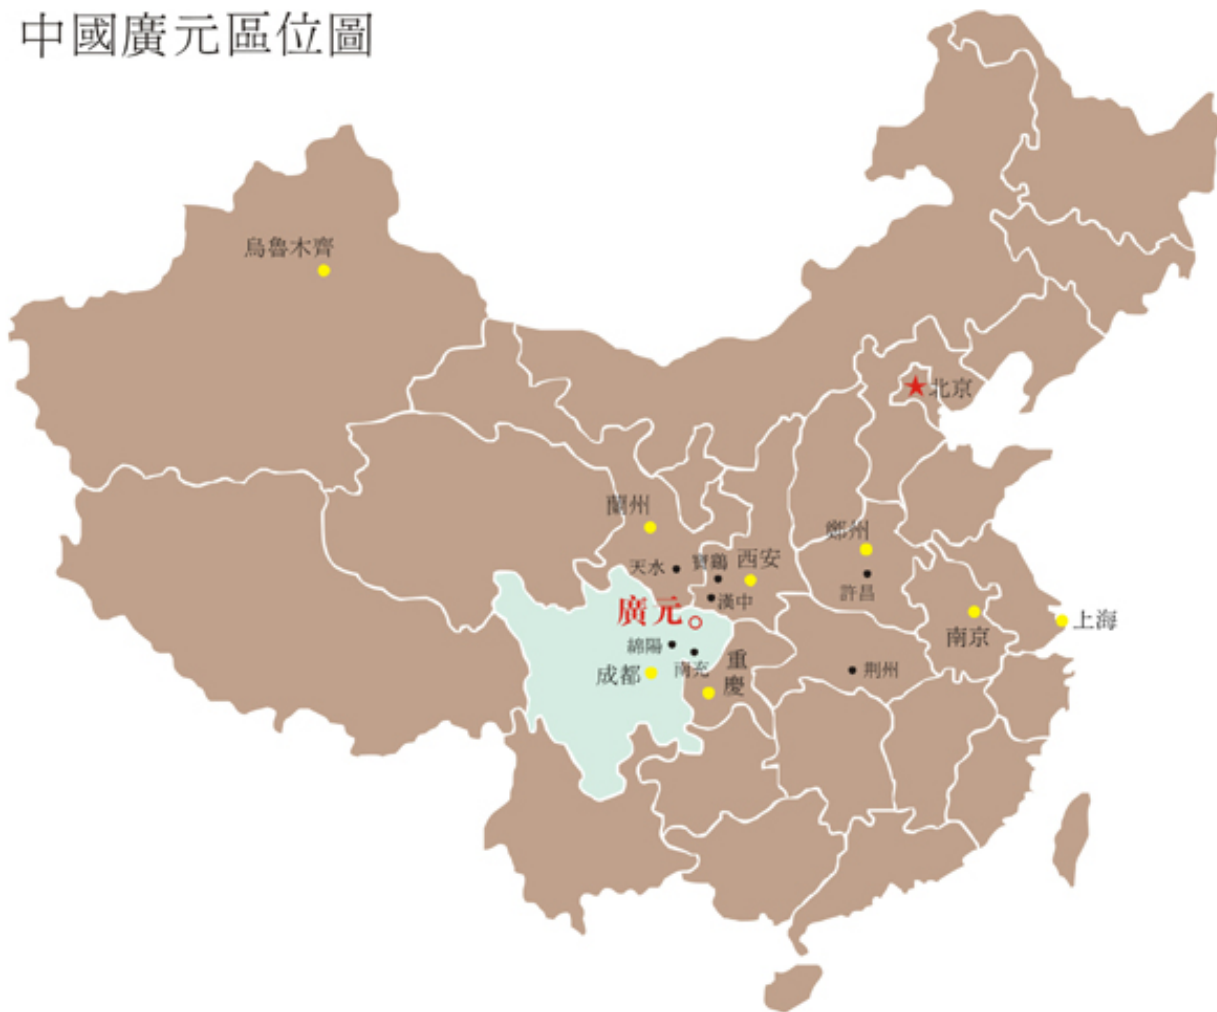 中國廣元區位圖
烏魯木齊
北京
蘭州
鄭州
天水
寶鷄
西安
許昌
漢中
廣元
上海
南京
綿陽
南充
重慶
成都
荆州